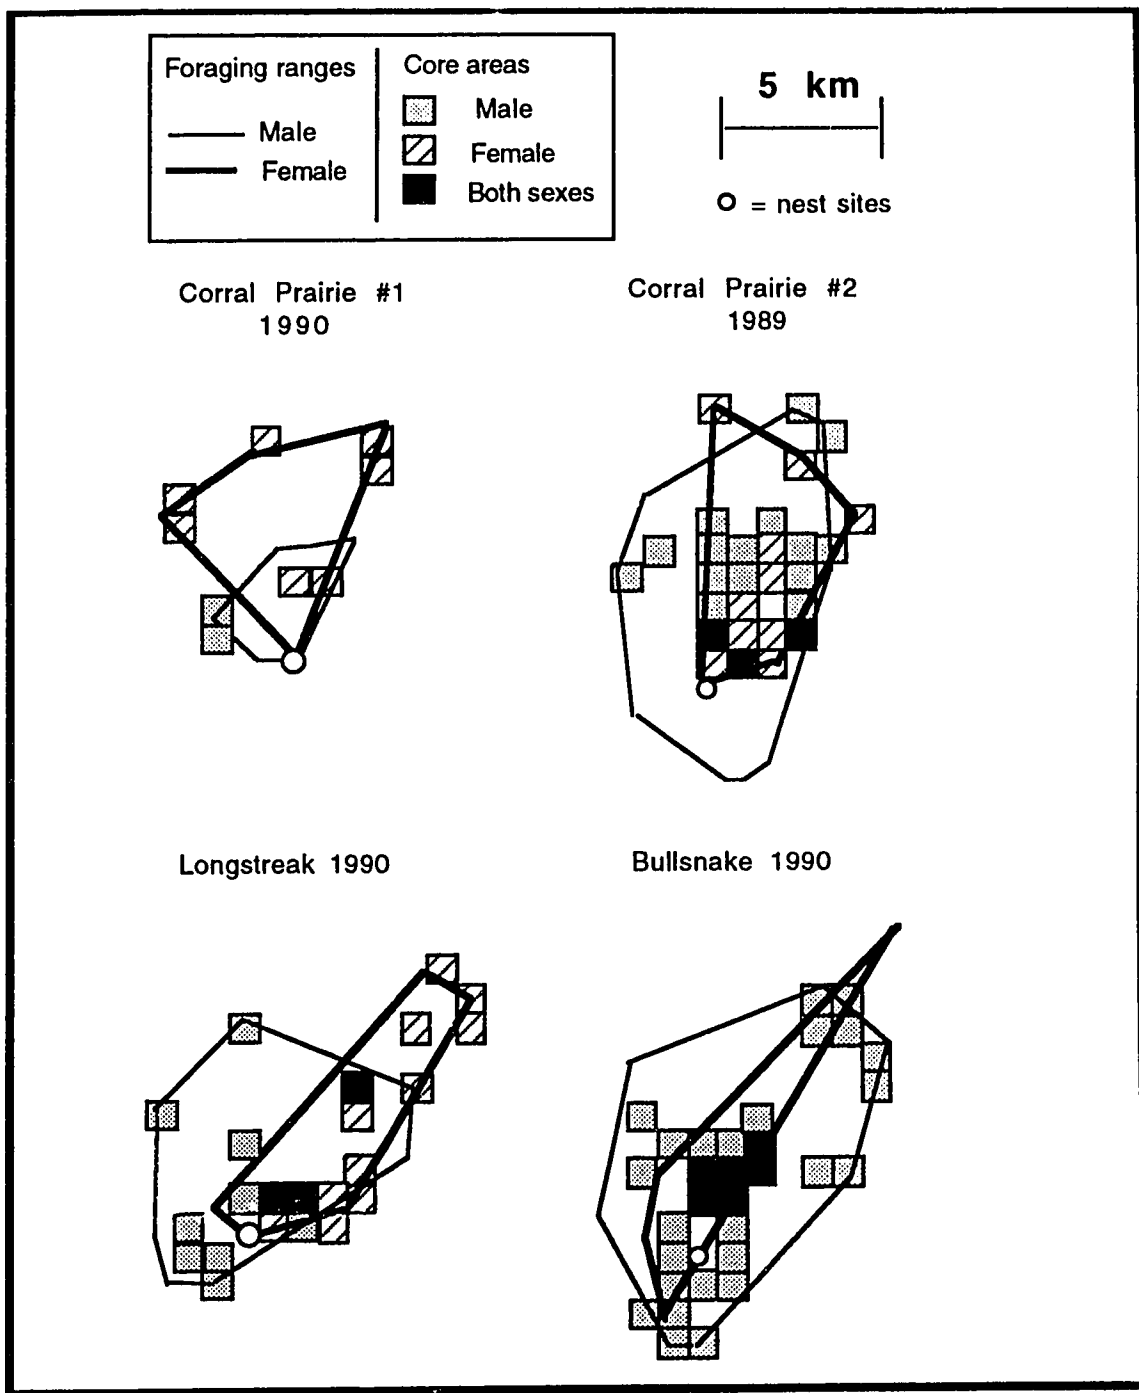 Foraging ranges
Male
Female
Core areas
Male
Female
Both sexes
5 km
= nest sites
Corral Prairie #1
1990
Corral Prairie #2
1989
Longstreak 1990
Bullsnake 1990